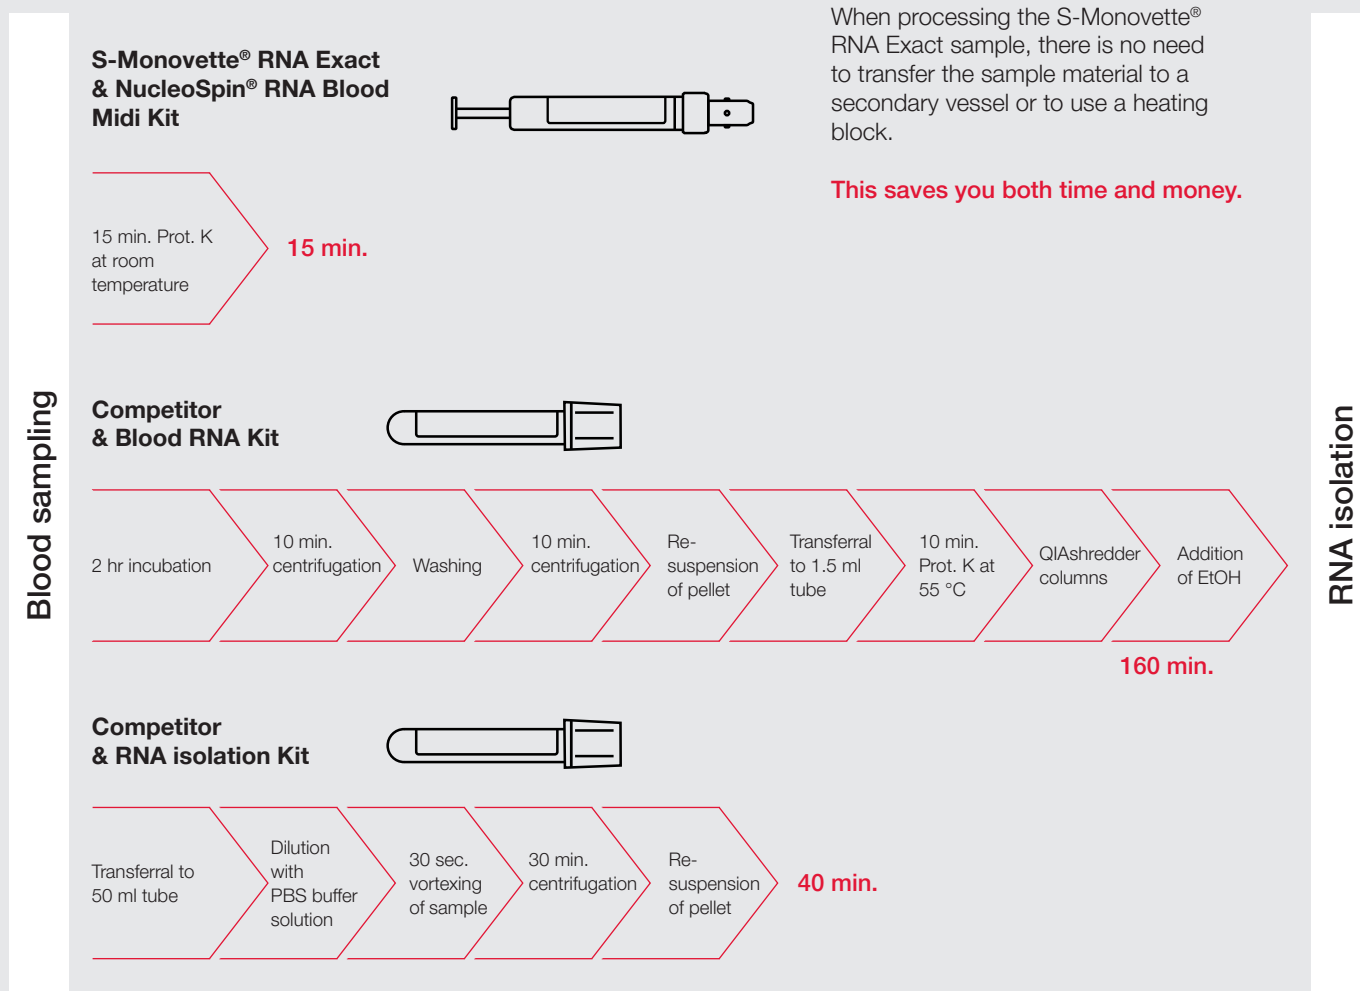 When processing the S-Monovette®
RNA Exact sample, there is no need
to transfer the sample material to a
secondary vessel or to use a heating
block.
This saves you both time and money.
S-Monovette® RNA Exact
& NucleoSpin® RNA Blood
Midi Kit
15 min. Prot. K
at room
temperature
15 min.
Blood sampling
RNA isolation
Competitor
& Blood RNA Kit
2 hr incubation
10 min.
centrifugation
Washing
10 min.
centrifugation
Re-
suspension
of pellet
Transferral
to 1.5 ml
tube
10 min.
Prot. K at
55 °C
QIAshredder
columns
Addition
of EtOH
160 min.
Competitor
& RNA isolation Kit
Transferral to
50 ml tube
Dilution
with
PBS buffer
solution
30 sec.
vortexing
of sample
30 min.
centrifugation
Re-
suspension
of pellet
40 min.